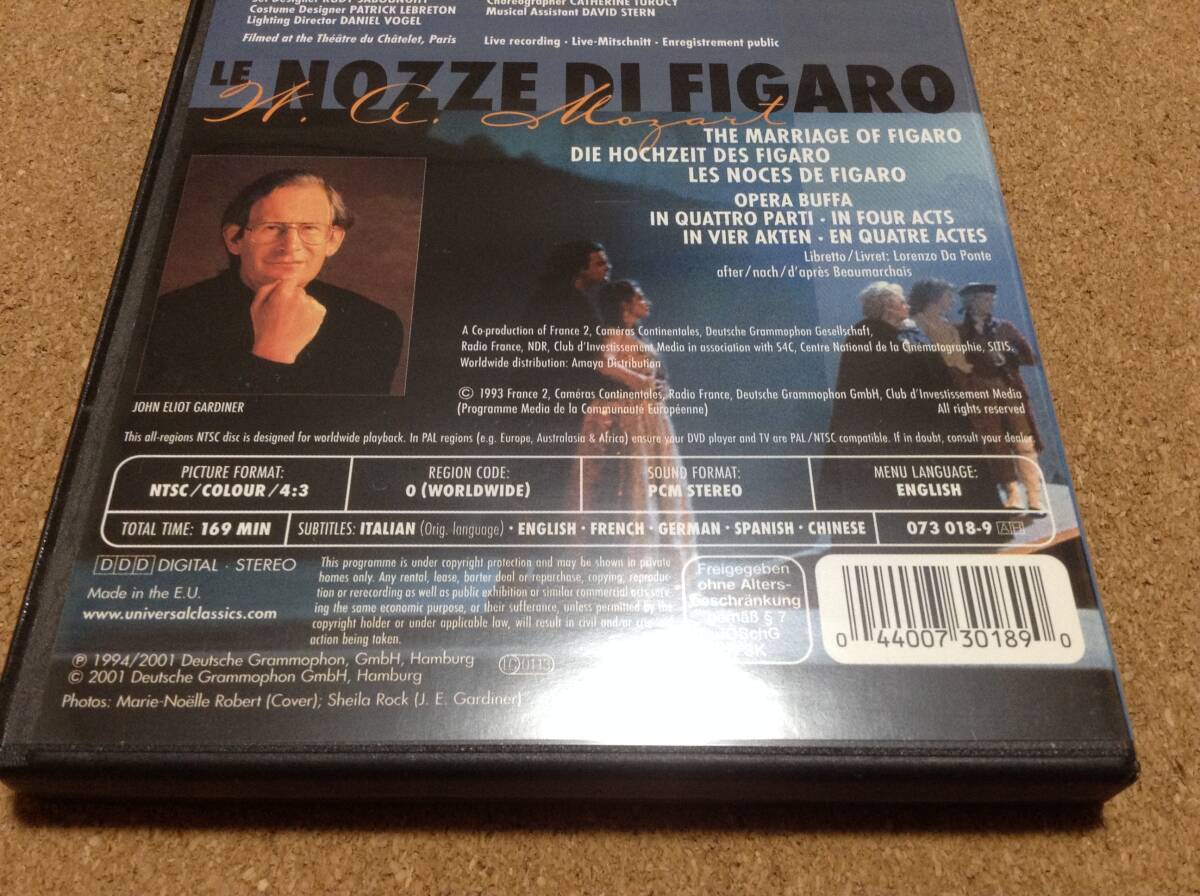 Costume Designer PATRICK LEBRETON
Lighting Director DANIEL VOGEL
Choreographer CATHERINE TUROCY
Musical Assistant DAVID STERN
Filmed at the Théâtre du Châtelet, Paris
Live recording · Live-Mitschnitt · Enregistrement public
LE NOZZE DI FIGARO
W. A. Mozart
THE MARRIAGE OF FIGARO
DIE HOCHZEIT DES FIGARO
LES NOCES DE FIGARO
OPERA BUFFA
IN QUATTRO PARTI · IN FOUR ACTS
IN VIER AKTEN · EN QUATRE ACTES
Libretto/Livret: Lorenzo Da Ponte
after/nach/d'après Beaumarchais
A Co-production of France 2, Caméras Continentales, Deutsche Grammophon Gesellschaft,
Radio France, NDR, Club d'Investissement Media in association with S4C, Centre National de la Cinématographie, SITIS.
Worldwide distribution: Amaya Distribution
© 1993 France 2, Caméras Continentales, Radio France, Deutsche Grammophon GmbH, Club d'Investissement Media
(Programme Media de la Communauté Européenne)
All rights reserved
JOHN ELIOT GARDINER
This all-regions NTSC disc is designed for worldwide playback. In PAL regions (e.g. Europe, Australasia & Africa) ensure your DVD player and TV are PAL/NTSC compatible. If in doubt, consult your dealer.
PICTURE FORMAT:
NTSC/COLOUR/4:3
REGION CODE:
0 (WORLDWIDE)
SOUND FORMAT:
PCM STEREO
MENU LANGUAGE:
ENGLISH
TOTAL TIME: 169 MIN
SUBTITLES: ITALIAN (Orig. language) · ENGLISH · FRENCH · GERMAN · SPANISH · CHINESE
073 018-9 AH
DDD DIGITAL · STEREO
Made in the E.U.
www.universalclassics.com
This programme is under copyright protection and may be shown in private
homes only. Any rental, lease, barter deal or repurchase, copying, reproduc-
tion or rerecording as well as public exhibition or similar commercial acts serv-
ing the same economic purpose, or their sufferance, unless permitted by the
copyright holder or under applicable law, will result in civil and/or criminal
action being taken.
Freigegeben
ohne Alters-
beschränkung
gemäß § 7
JÖSchG
FSK
0 44007 30189 0
℗ 1994/2001 Deutsche Grammophon, GmbH, Hamburg
© 2001 Deutsche Grammophon GmbH, Hamburg
LC 0113
Photos: Marie-Noëlle Robert (Cover); Sheila Rock (J. E. Gardiner)